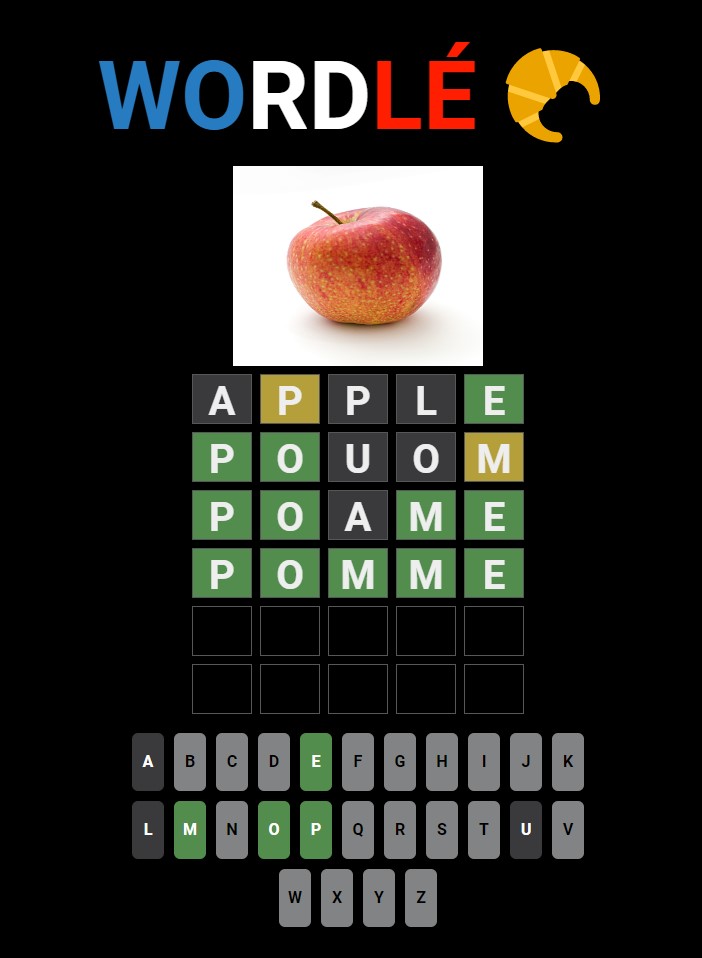 WORDLÉ
A P P L E
P O U O M
P O A M E
P O M M E
A B C D E F G H I J K
L M N O P Q R S T U V
W X Y Z